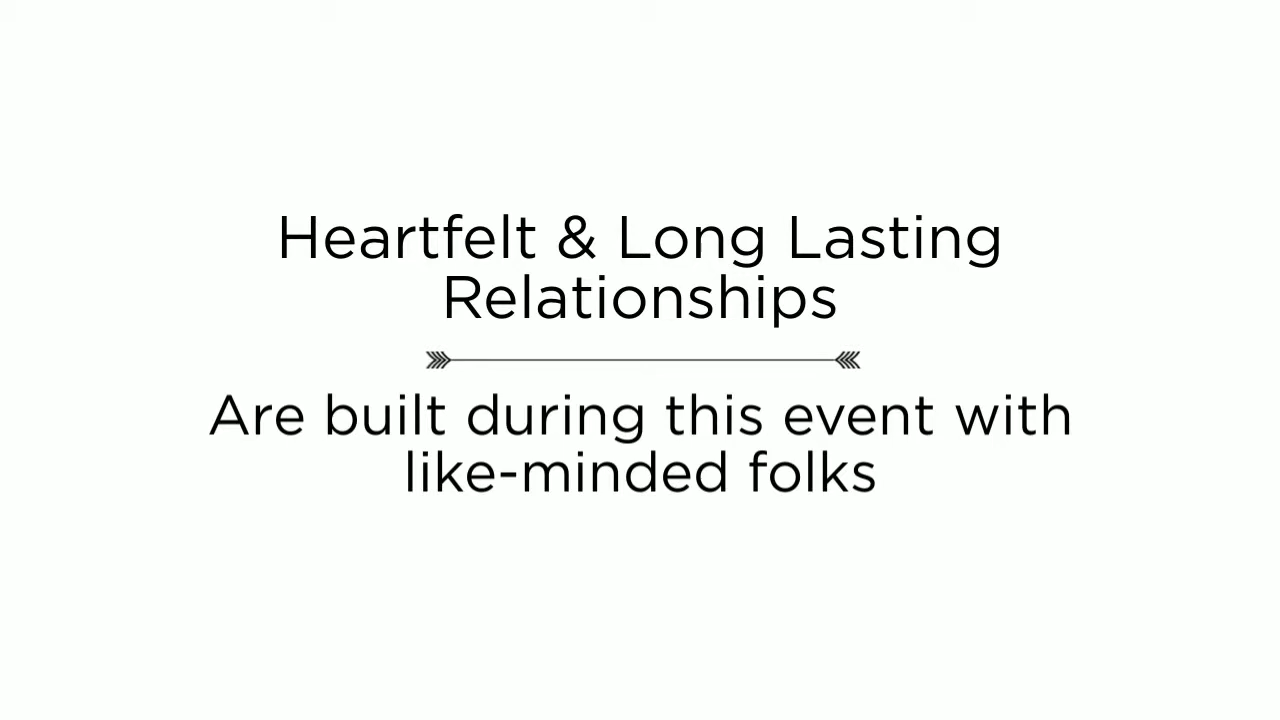 Heartfelt & Long Lasting
Relationships
Are built during this event with
like-minded folks